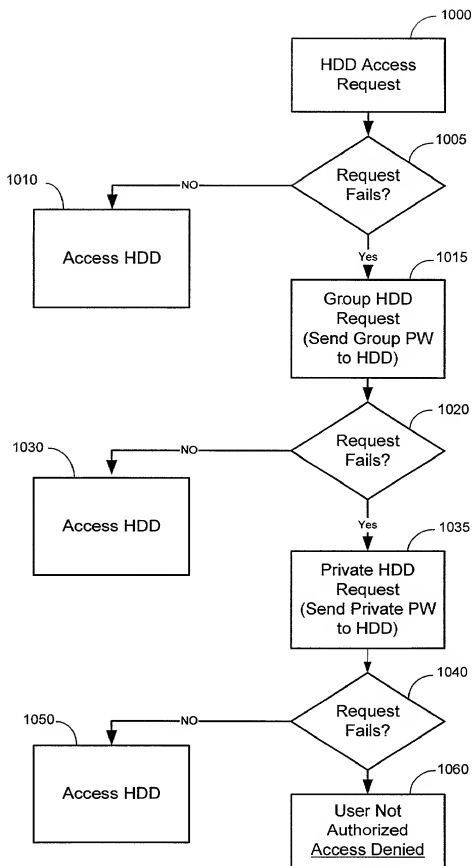 1000
HDD Access
Request
1005
Request
Fails?
NO
1010
Access HDD
Yes
1015
Group HDD
Request
(Send Group PW
to HDD)
1020
Request
Fails?
NO
1030
Access HDD
Yes
1035
Private HDD
Request
(Send Private PW
to HDD)
1040
Request
Fails?
NO
1050
Access HDD
1060
User Not
Authorized
Access Denied